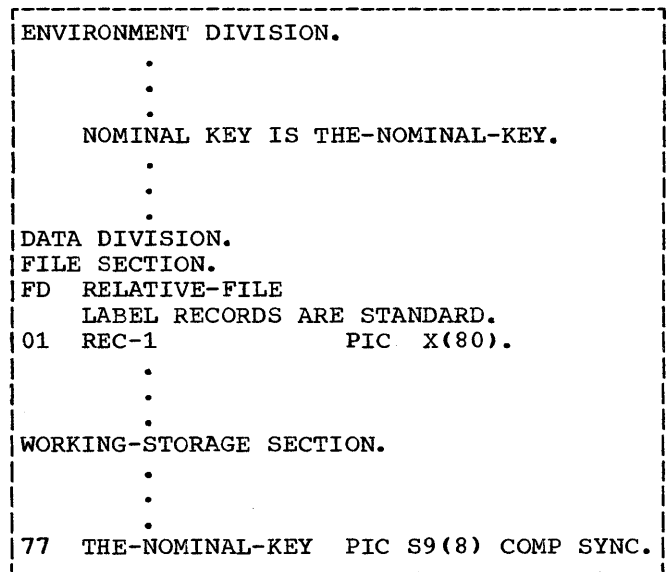 ENVIRONMENT DIVISION.
.
.
.
NOMINAL KEY IS THE-NOMINAL-KEY.
.
.
.
DATA DIVISION.
FILE SECTION.
FD RELATIVE-FILE
LABEL RECORDS ARE STANDARD.
01 REC-1 PIC X(80).
.
.
.
WORKING-STORAGE SECTION.
.
.
.
77 THE-NOMINAL-KEY PIC S9(8) COMP SYNC.